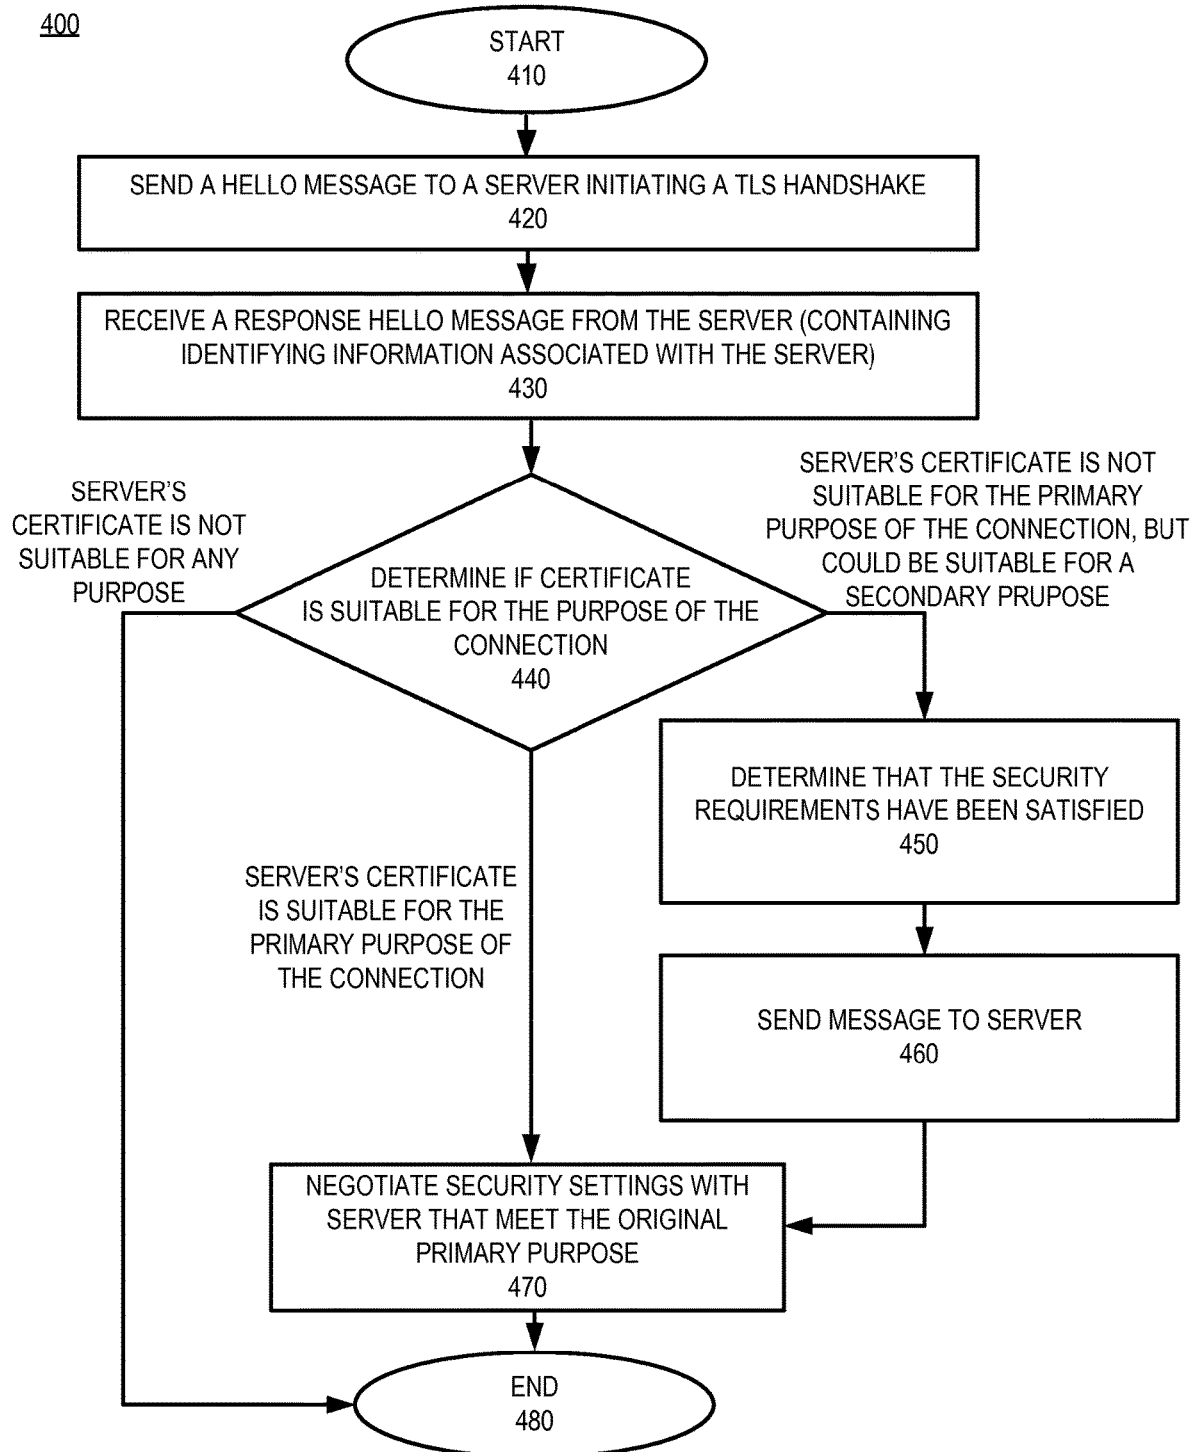 400
START
410
SEND A HELLO MESSAGE TO A SERVER INITIATING A TLS HANDSHAKE
420
RECEIVE A RESPONSE HELLO MESSAGE FROM THE SERVER (CONTAINING
IDENTIFYING INFORMATION ASSOCIATED WITH THE SERVER)
430
SERVER'S
CERTIFICATE IS NOT
SUITABLE FOR ANY
PURPOSE
SERVER'S CERTIFICATE IS NOT
SUITABLE FOR THE PRIMARY
PURPOSE OF THE CONNECTION, BUT
COULD BE SUITABLE FOR A
SECONDARY PRUPOSE
DETERMINE IF CERTIFICATE
IS SUITABLE FOR THE PURPOSE OF THE
CONNECTION
440
DETERMINE THAT THE SECURITY
REQUIREMENTS HAVE BEEN SATISFIED
450
SERVER'S CERTIFICATE
IS SUITABLE FOR THE
PRIMARY PURPOSE OF
THE CONNECTION
SEND MESSAGE TO SERVER
460
NEGOTIATE SECURITY SETTINGS WITH
SERVER THAT MEET THE ORIGINAL
PRIMARY PURPOSE
470
END
480